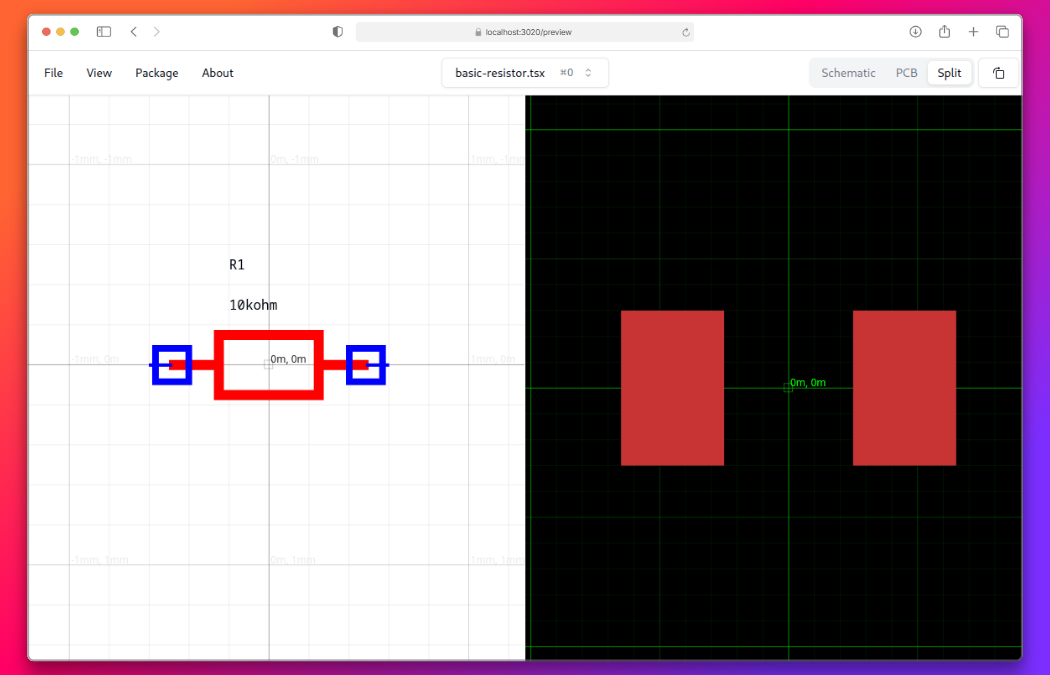 localhost:3020/preview
File View Package About basic-resistor.tsx ⌘0 Schematic PCB Split
-1mm, -1mm 0m, -1mm 1mm, -1mm
R1
10kohm
-1mm, 0m 0m, 0m 1mm, 0m
0m, 0m
-1mm, 1mm 0m, 1mm 1mm, 1mm